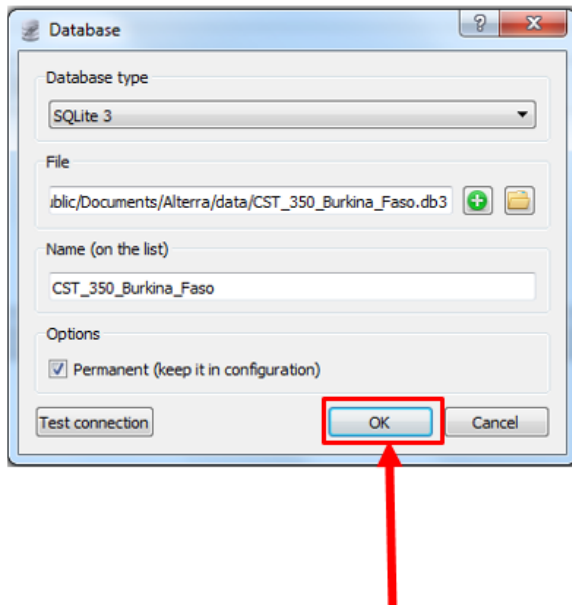 Database
Database type
SQLite 3
File
ublic/Documents/Alterra/data/CST_350_Burkina_Faso.db3
Name (on the list)
CST_350_Burkina_Faso
Options
Permanent (keep it in configuration)
Test connection OK Cancel